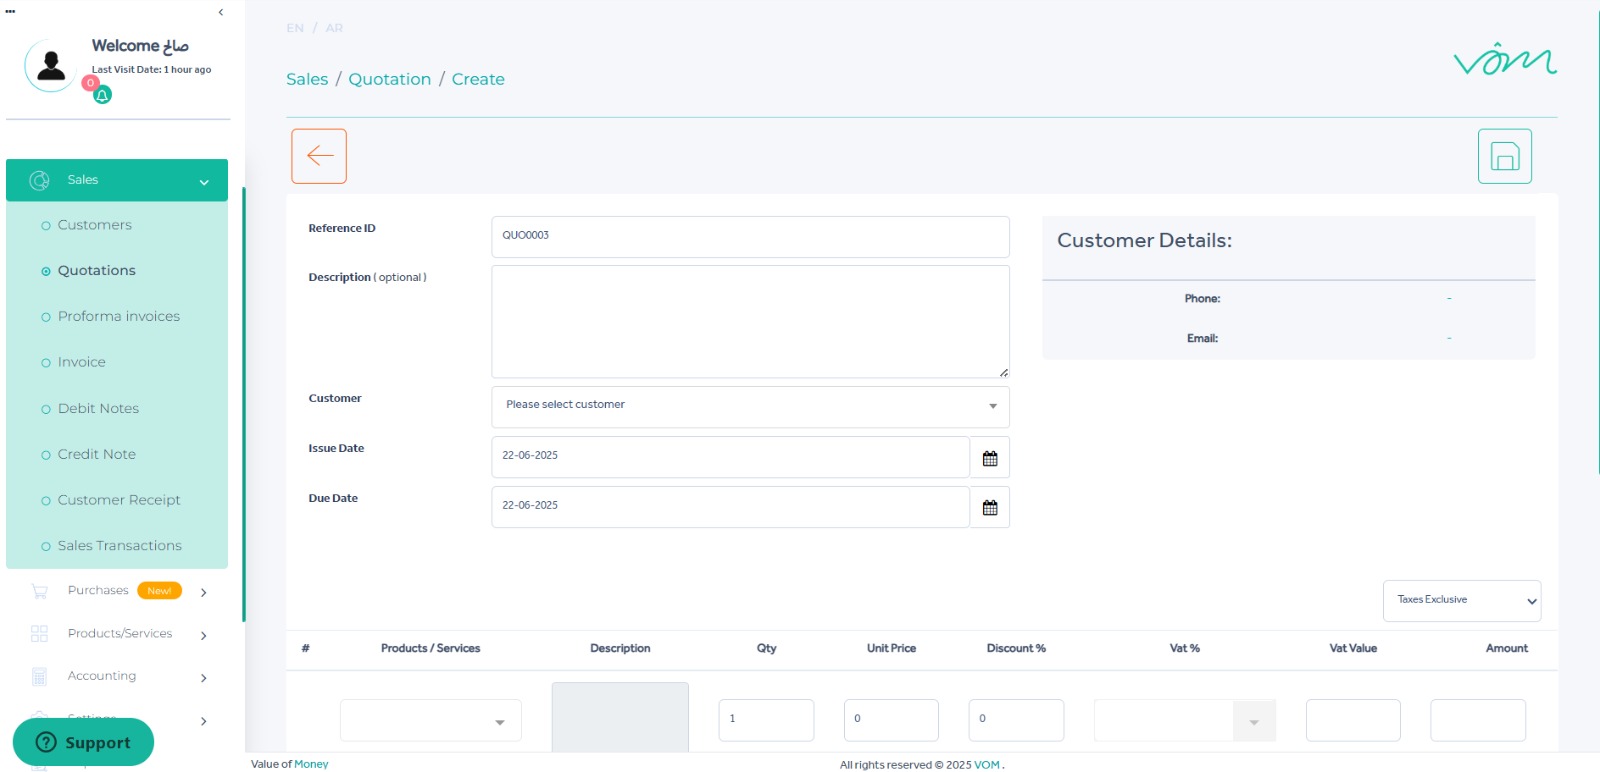 EN / AR
Welcome صالح
Last Visit Date: 1 hour ago
0
vôm
Sales / Quotation / Create
Sales
Customers
Quotations
Proforma invoices
Invoice
Debit Notes
Credit Note
Customer Receipt
Sales Transactions
Purchases New!
Products/Services
Accounting
Settings
Support
Reference ID
QUO0003
Description ( optional )
Customer
Please select customer
Issue Date
22-06-2025
Due Date
22-06-2025
Customer Details:
Phone: -
Email: -
Taxes Exclusive
# Products / Services Description Qty Unit Price Discount % Vat % Vat Value Amount
1 0 0
Value of Money
All rights reserved © 2025 VOM .